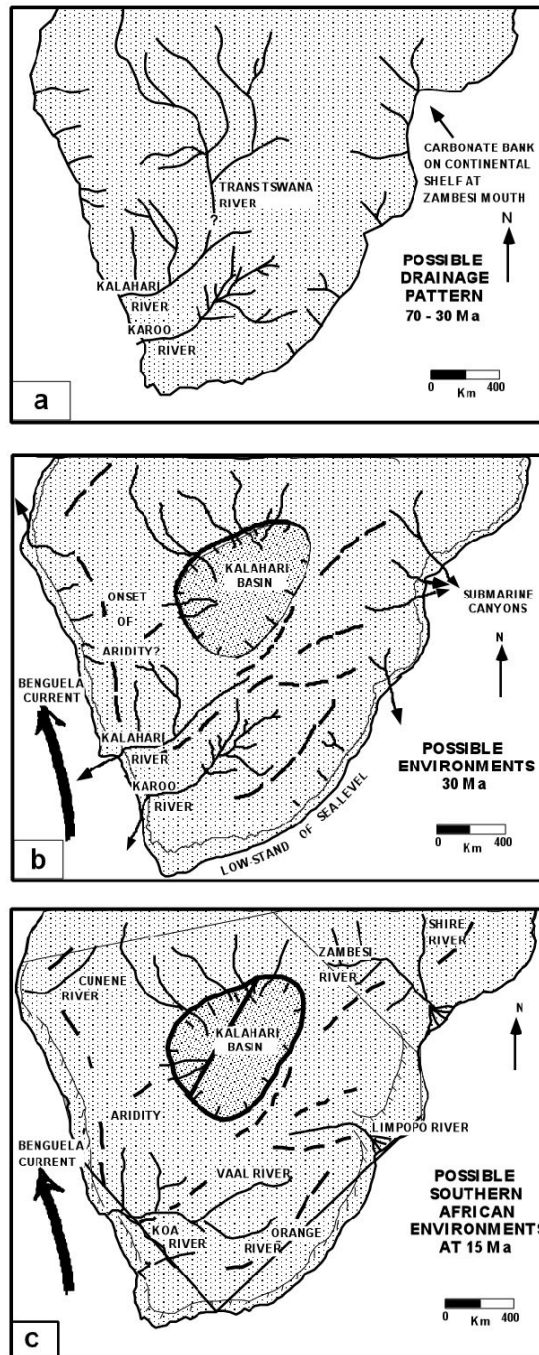 CARBONATE BANK
ON CONTINENTAL
SHELF AT
ZAMBESI MOUTH
TRANSTSWANA
RIVER
?
N
POSSIBLE
DRAINAGE
PATTERN
70 - 30 Ma
KALAHARI
RIVER
KAROO
RIVER
0 400
Km
a
KALAHARI
BASIN
ONSET
OF
ARIDITY?
SUBMARINE
CANYONS
N
BENGUELA
CURRENT
KALAHARI
RIVER
KAROO
RIVER
POSSIBLE
ENVIRONMENTS
30 Ma
LOW-STAND OF SEA-LEVEL
0 400
Km
b
SHIRE
RIVER
ZAMBESI
RIVER
CUNENE
RIVER
N
KALAHARI
BASIN
ARIDITY
LIMPOPO RIVER
BENGUELA
CURRENT
VAAL RIVER
KOA
RIVER
ORANGE
RIVER
POSSIBLE
SOUTHERN
AFRICAN
ENVIRONMENTS
AT 15 Ma
0 400
Km
c